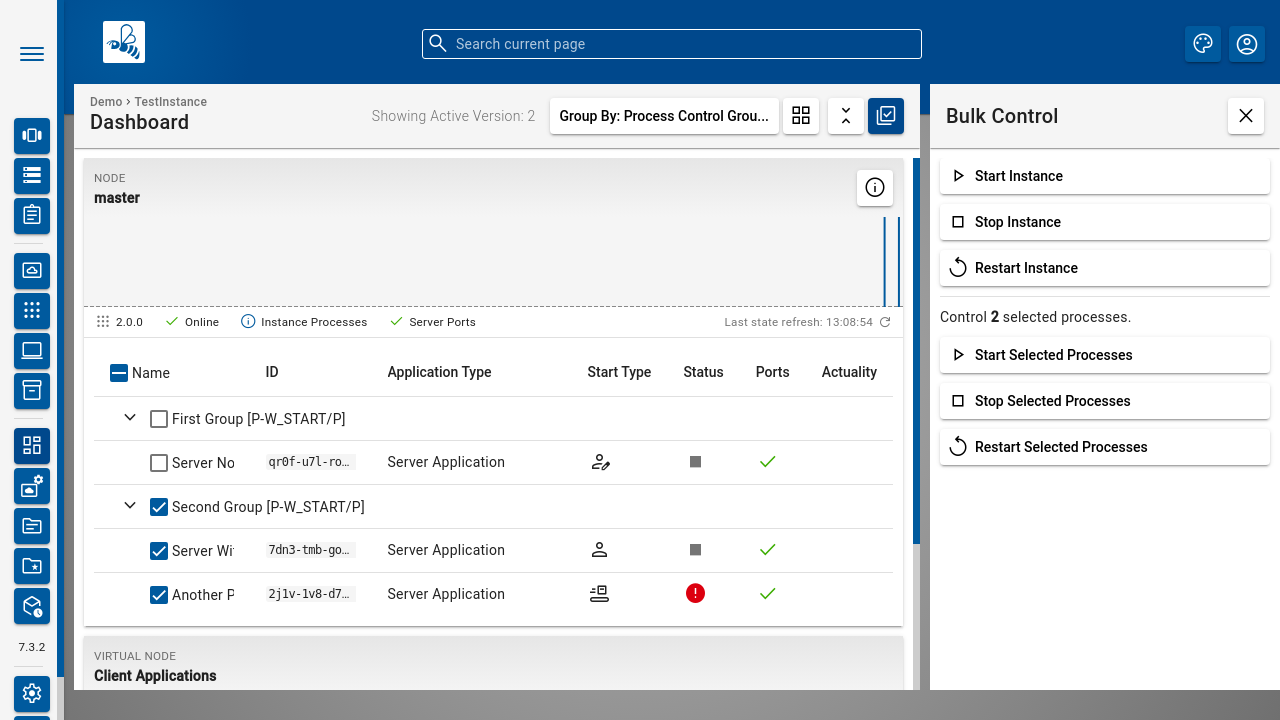 Search current page
Demo › TestInstance
Dashboard
Showing Active Version: 2
Group By: Process Control Grou...
Bulk Control
NODE
master
2.0.0
Online
Instance Processes
Server Ports
Last state refresh: 13:08:54
Name ID Application Type Start Type Status Ports Actuality
First Group [P-W_START/P]
Server No qr0f-u7l-ro… Server Application
Second Group [P-W_START/P]
Server Wi 7dn3-tmb-go… Server Application
Another P 2j1v-1v8-d7… Server Application
VIRTUAL NODE
Client Applications
Start Instance
Stop Instance
Restart Instance
Control 2 selected processes.
Start Selected Processes
Stop Selected Processes
Restart Selected Processes
7.3.2